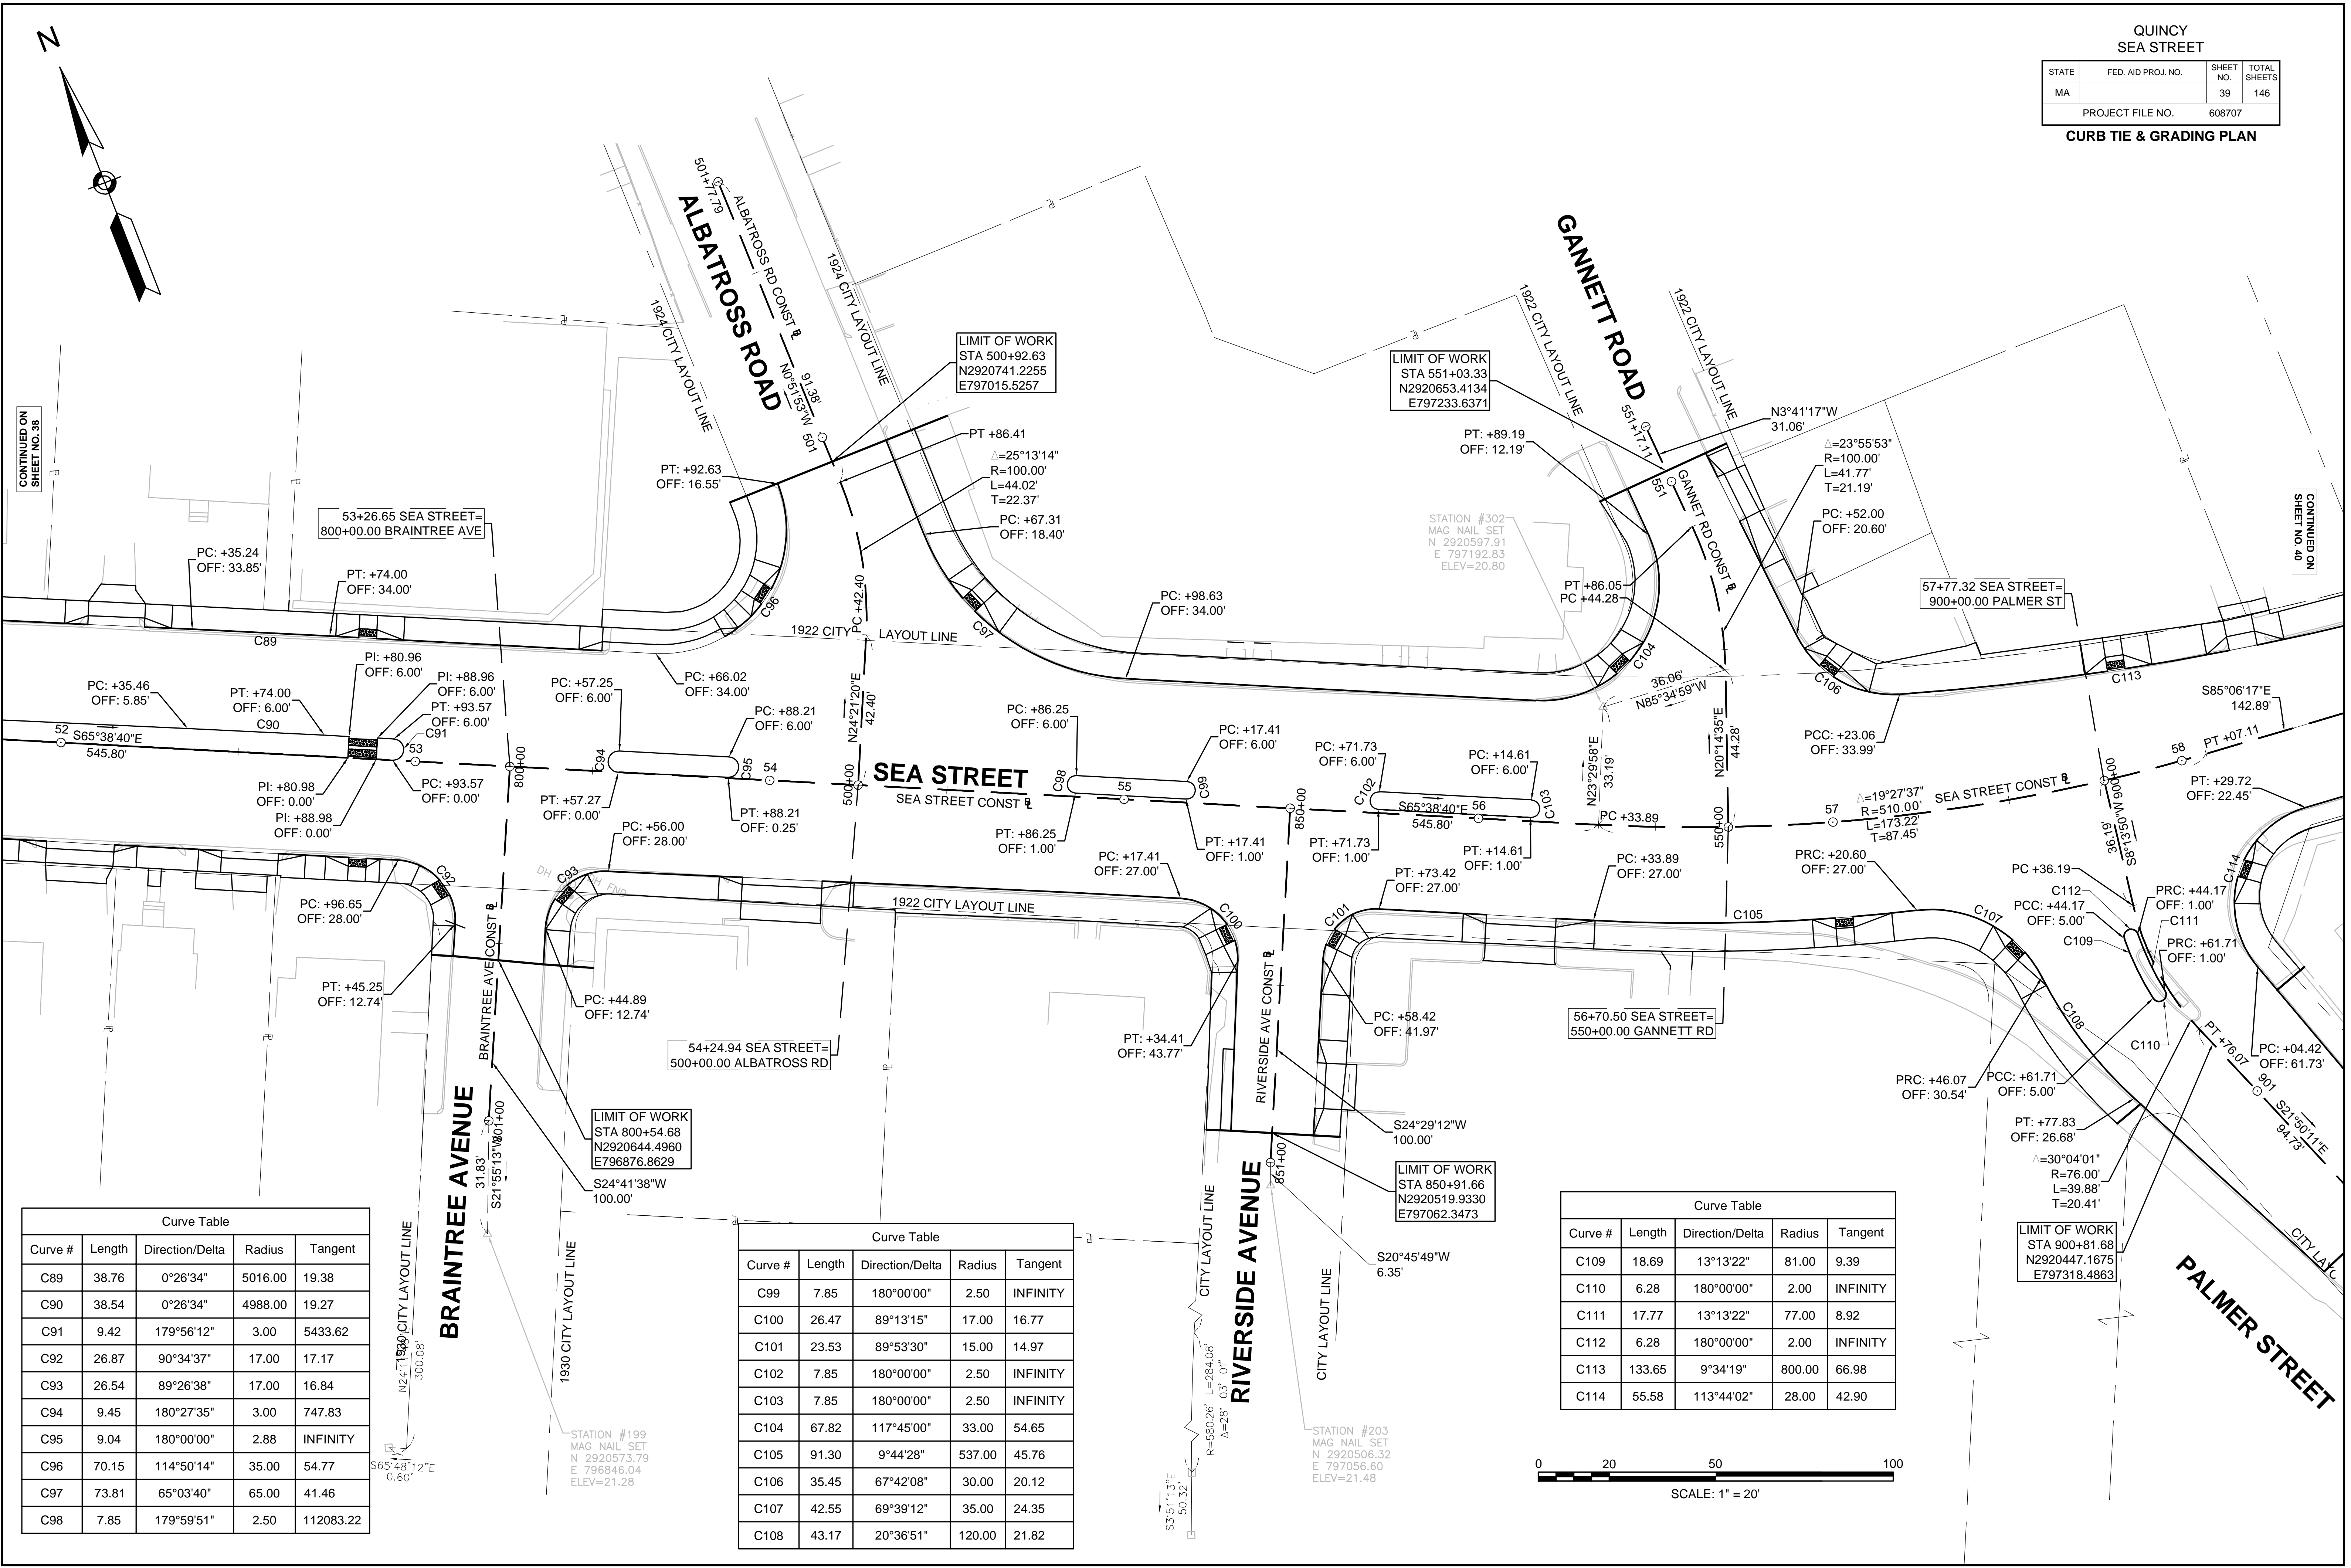 N
QUINCY
SEA STREET
STATE FED. AID PROJ. NO. SHEET NO. TOTAL SHEETS
MA 39 146
PROJECT FILE NO. 608707
CURB TIE & GRADING PLAN
CONTINUED ON
SHEET NO. 38
CONTINUED ON
SHEET NO. 40
501+77.79
ALBATROSS RD CONST BL
ALBATROSS ROAD
91.38'
N0°51'53"W
501
1924 CITY LAYOUT LINE
1924 CITY LAYOUT LINE
LIMIT OF WORK
STA 500+92.63
N2920741.2255
E797015.5257
PT +86.41
Δ=25°13'14"
R=100.00'
L=44.02'
T=22.37'
PC: +67.31
OFF: 18.40'
PT: +92.63
OFF: 16.55'
C96
C97
PC +42.40
N24°21'20"E
42.40'
1922 CITY LAYOUT LINE
PC: +98.63
OFF: 34.00'
GANNETT ROAD
1922 CITY LAYOUT LINE
1922 CITY LAYOUT LINE
LIMIT OF WORK
STA 551+03.33
N2920653.4134
E797233.6371
551+17.11
N3°41'17"W
31.06'
PT: +89.19
OFF: 12.19'
551
GANNET RD CONST BL
Δ=23°55'53"
R=100.00'
L=41.77'
T=21.19'
PC: +52.00
OFF: 20.60'
STATION #302
MAG NAIL SET
N 2920597.91
E 797192.83
ELEV=20.80
PT +86.05
PC +44.28
57+77.32 SEA STREET=
900+00.00 PALMER ST
C104
C106
C113
36.06'
N85°34'59"W
N23°29'58"E
33.19'
N20°14'35"E
44.28'
S85°06'17"E
142.89'
PCC: +23.06
OFF: 33.99'
58
PT +07.11
PT: +29.72
OFF: 22.45'
53+26.65 SEA STREET=
800+00.00 BRAINTREE AVE
PC: +35.24
OFF: 33.85'
PT: +74.00
OFF: 34.00'
C89
PI: +80.96
OFF: 6.00'
PI: +88.96
OFF: 6.00'
PC: +35.46
OFF: 5.85'
PT: +74.00
OFF: 6.00'
PT: +93.57
OFF: 6.00'
C90
C91
52
S65°38'40"E
545.80'
53
PI: +80.98
OFF: 0.00'
PI: +88.98
OFF: 0.00'
PC: +93.57
OFF: 0.00'
800+00
PC: +57.25
OFF: 6.00'
PC: +66.02
OFF: 34.00'
PC: +88.21
OFF: 6.00'
C94
C95
54
PT: +57.27
OFF: 0.00'
PT: +88.21
OFF: 0.25'
PC: +56.00
OFF: 28.00'
500+00
SEA STREET
SEA STREET CONST BL
PC: +86.25
OFF: 6.00'
PC: +17.41
OFF: 6.00'
C98
55
C99
PT: +86.25
OFF: 1.00'
PT: +17.41
OFF: 1.00'
PC: +17.41
OFF: 27.00'
850+00
PC: +71.73
OFF: 6.00'
PC: +14.61
OFF: 6.00'
C102
C103
S65°38'40"E
545.80'
56
PC +33.89
PT: +71.73
OFF: 1.00'
PT: +14.61
OFF: 1.00'
PT: +73.42
OFF: 27.00'
PC: +33.89
OFF: 27.00'
550+00
57
Δ=19°27'37"
R=510.00'
L=173.22'
T=87.45'
SEA STREET CONST BL
900+00
S8°13'50"W
36.19'
PRC: +20.60
OFF: 27.00'
PC +36.19
C112
PCC: +44.17
OFF: 5.00'
C109
PRC: +44.17
OFF: 1.00'
C111
PRC: +61.71
OFF: 1.00'
C114
C92
C93
DH
DH FND
1922 CITY LAYOUT LINE
PC: +96.65
OFF: 28.00'
PT: +45.25
OFF: 12.74'
PC: +44.89
OFF: 12.74'
BRAINTREE AVE CONST BL
54+24.94 SEA STREET=
500+00.00 ALBATROSS RD
C100
C101
C105
C107
C108
RIVERSIDE AVE CONST BL
PT: +34.41
OFF: 43.77'
PC: +58.42
OFF: 41.97'
56+70.50 SEA STREET=
550+00.00 GANNETT RD
PRC: +46.07
OFF: 30.54'
PCC: +61.71
OFF: 5.00'
C110
PT +76.07
901
PC: +04.42
OFF: 61.73'
S21°50'11"E
94.73'
PT: +77.83
OFF: 26.68'
Δ=30°04'01"
R=76.00'
L=39.88'
T=20.41'
LIMIT OF WORK
STA 900+81.68
N2920447.1675
E797318.4863
PALMER STREET
BRAINTREE AVENUE
801+00
31.83'
S21°55'13"W
LIMIT OF WORK
STA 800+54.68
N2920644.4960
E796876.8629
S24°41'38"W
100.00'
1930 CITY LAYOUT LINE
300.08'
1930 CITY LAYOUT LINE
S65°48'12"E
0.60'
STATION #199
MAG NAIL SET
N 2920573.79
E 796846.04
ELEV=21.28
RIVERSIDE AVENUE
851+00
S24°29'12"W
100.00'
LIMIT OF WORK
STA 850+91.66
N2920519.9330
E797062.3473
S20°45'49"W
6.35'
CITY LAYOUT LINE
CITY LAYOUT LINE
R=580.26' L=284.08'
Δ=28° 03' 01"
S3°51'13"E
50.32'
STATION #203
MAG NAIL SET
N 2920506.32
E 797056.60
ELEV=21.48
Curve Table
Curve # Length Direction/Delta Radius Tangent
C89 38.76 0°26'34" 5016.00 19.38
C90 38.54 0°26'34" 4988.00 19.27
C91 9.42 179°56'12" 3.00 5433.62
C92 26.87 90°34'37" 17.00 17.17
C93 26.54 89°26'38" 17.00 16.84
C94 9.45 180°27'35" 3.00 747.83
C95 9.04 180°00'00" 2.88 INFINITY
C96 70.15 114°50'14" 35.00 54.77
C97 73.81 65°03'40" 65.00 41.46
C98 7.85 179°59'51" 2.50 112083.22
Curve Table
Curve # Length Direction/Delta Radius Tangent
C99 7.85 180°00'00" 2.50 INFINITY
C100 26.47 89°13'15" 17.00 16.77
C101 23.53 89°53'30" 15.00 14.97
C102 7.85 180°00'00" 2.50 INFINITY
C103 7.85 180°00'00" 2.50 INFINITY
C104 67.82 117°45'00" 33.00 54.65
C105 91.30 9°44'28" 537.00 45.76
C106 35.45 67°42'08" 30.00 20.12
C107 42.55 69°39'12" 35.00 24.35
C108 43.17 20°36'51" 120.00 21.82
Curve Table
Curve # Length Direction/Delta Radius Tangent
C109 18.69 13°13'22" 81.00 9.39
C110 6.28 180°00'00" 2.00 INFINITY
C111 17.77 13°13'22" 77.00 8.92
C112 6.28 180°00'00" 2.00 INFINITY
C113 133.65 9°34'19" 800.00 66.98
C114 55.58 113°44'02" 28.00 42.90
0 20 50 100
SCALE: 1" = 20'